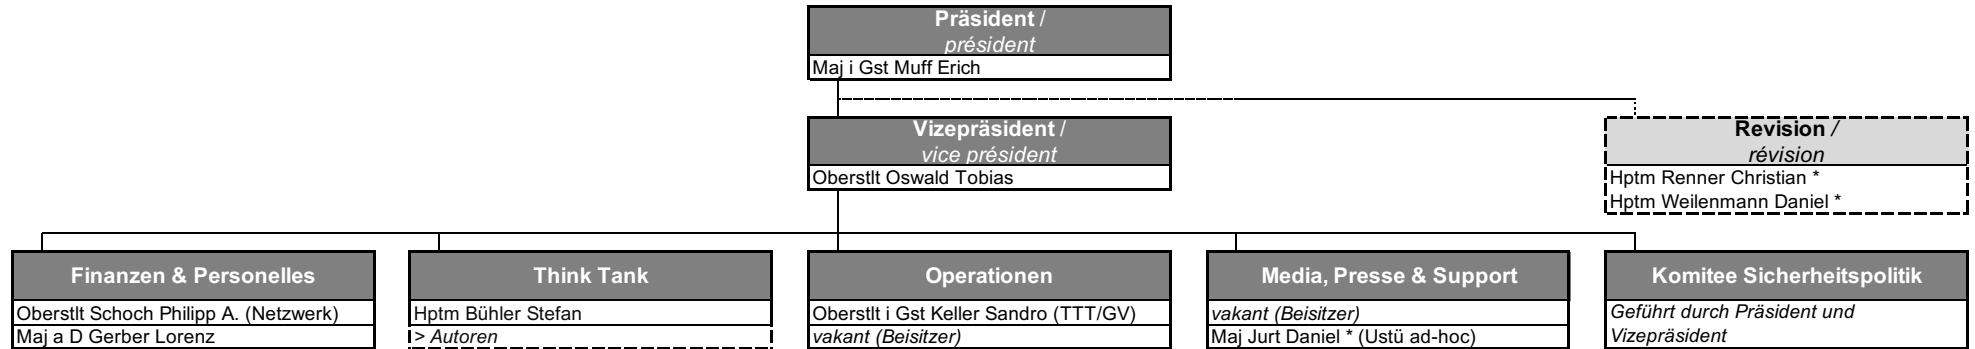 Präsident /
président
Maj i Gst Muff Erich
Vizepräsident /
vice président
Oberstlt Oswald Tobias
Revision /
révision
Hptm Renner Christian *
Hptm Weilenmann Daniel *
Finanzen & Personelles
Oberstlt Schoch Philipp A. (Netzwerk)
Maj a D Gerber Lorenz
Think Tank
Hptm Bühler Stefan
> Autoren
Operationen
Oberstlt i Gst Keller Sandro (TTT/GV)
vakant (Beisitzer)
Media, Presse & Support
vakant (Beisitzer)
Maj Jurt Daniel * (Ustü ad-hoc)
Komitee Sicherheitspolitik
Geführt durch Präsident und
Vizepräsident